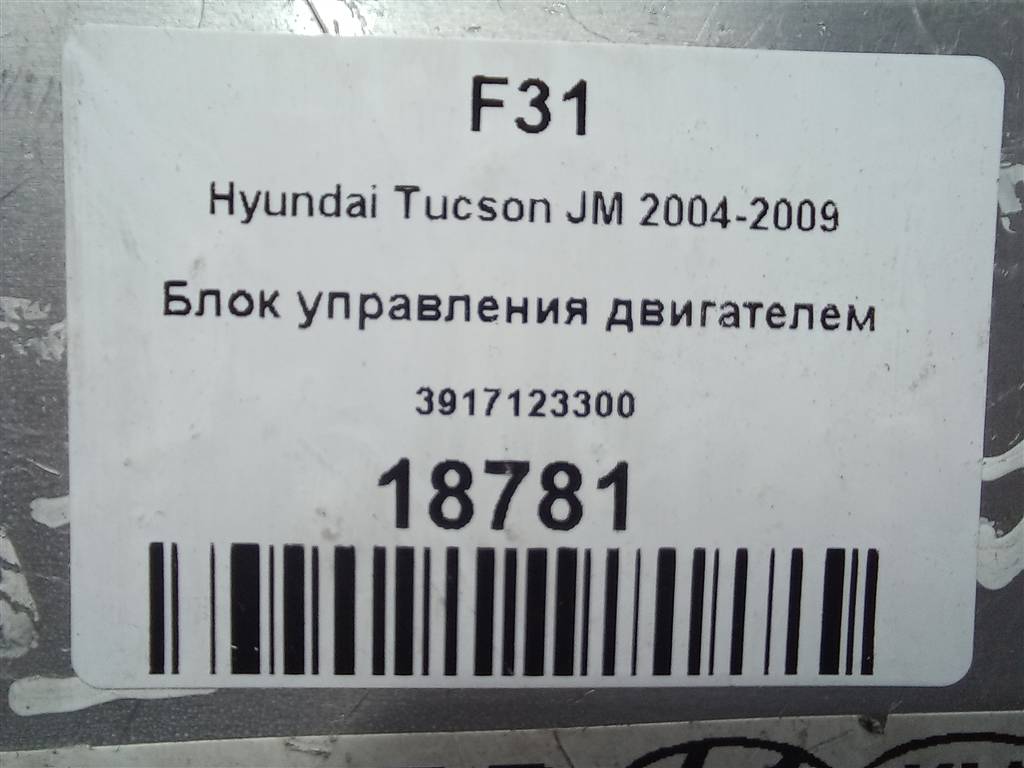 F31
Hyundai Tucson JM 2004-2009
Блок управления двигателем
3917123300
18781